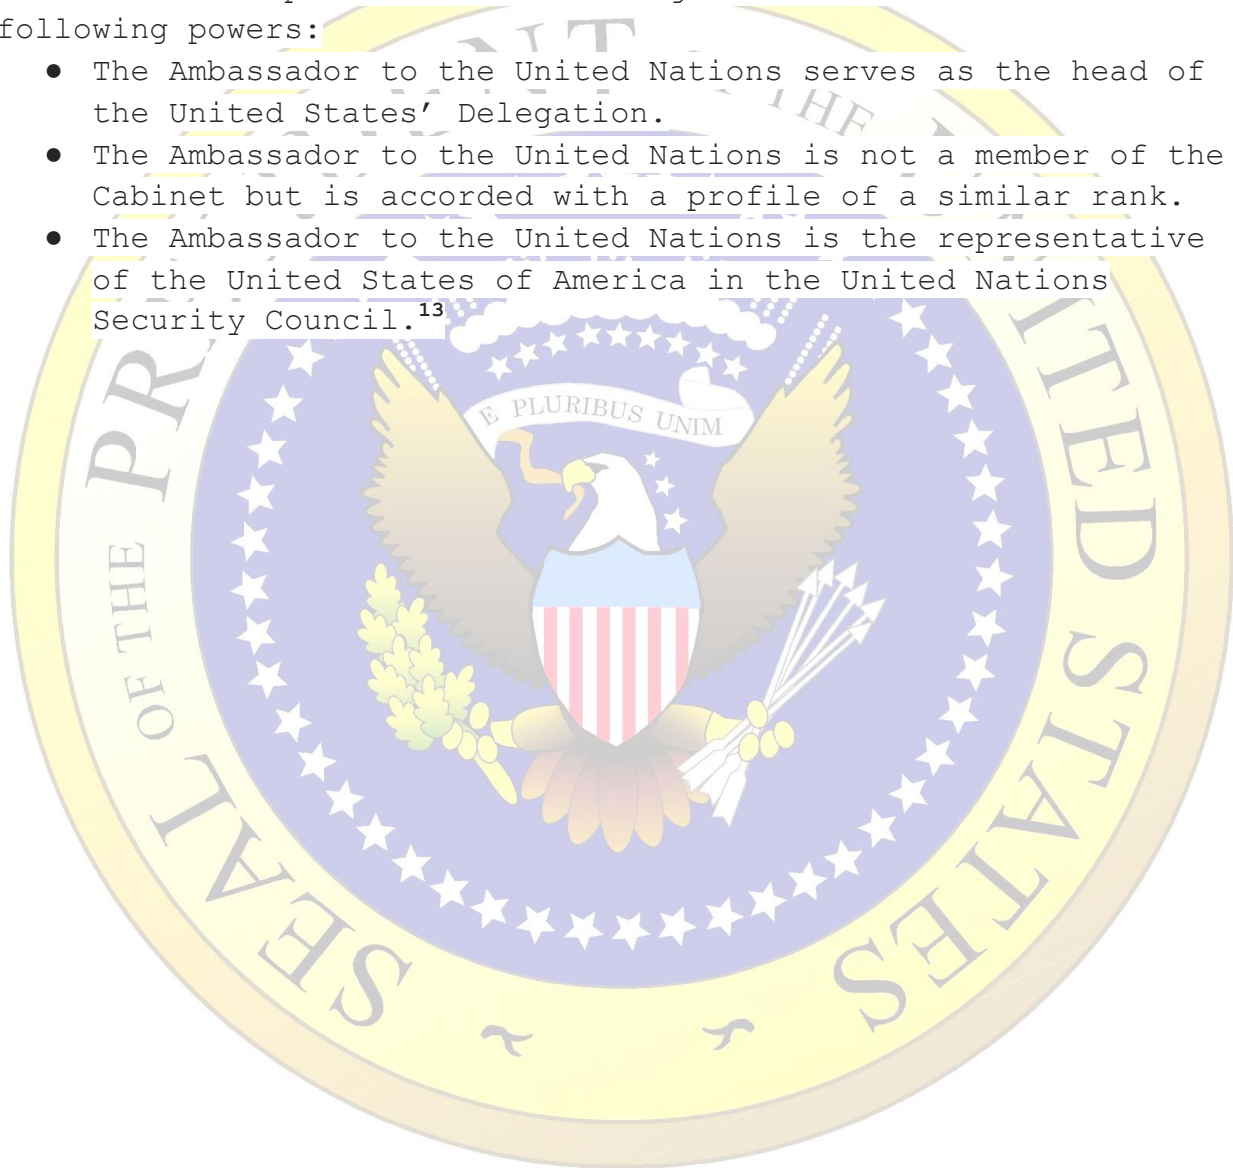 following powers:
● The Ambassador to the United Nations serves as the head of
the United States’ Delegation.
● The Ambassador to the United Nations is not a member of the
Cabinet but is accorded with a profile of a similar rank.
● The Ambassador to the United Nations is the representative
of the United States of America in the United Nations
Security Council.13
E PLURIBUS UNIM
SEAL OF THE PRESIDENT OF THE UNITED STATES